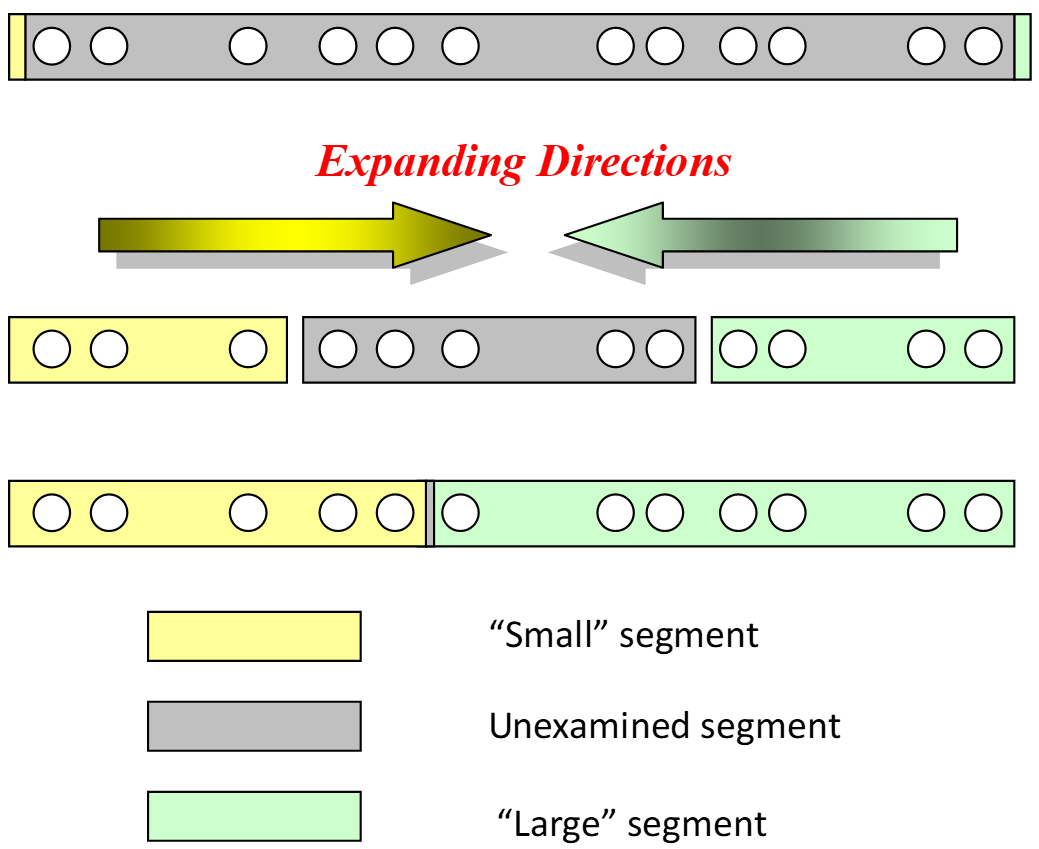 Expanding Directions
“Small” segment
Unexamined segment
“Large” segment